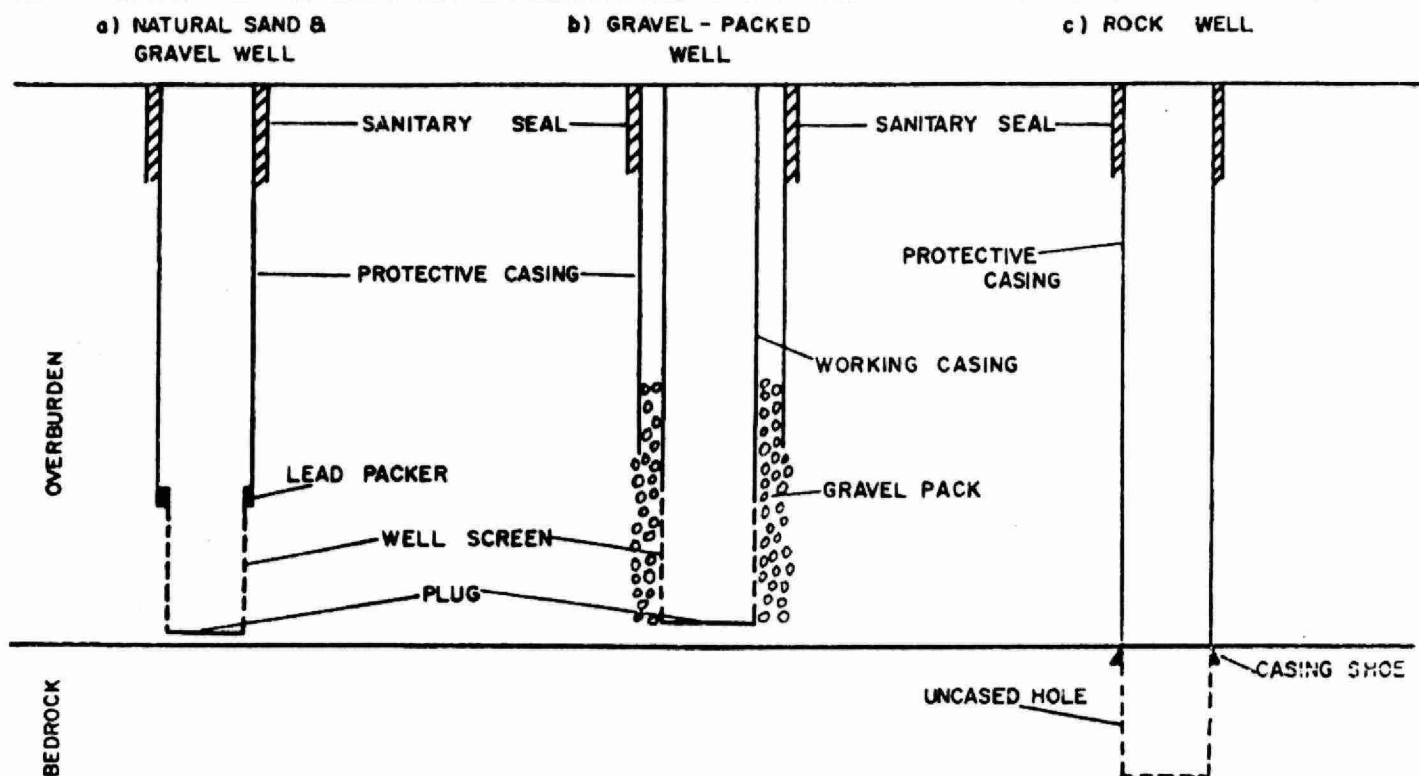 a) NATURAL SAND &
GRAVEL WELL
b) GRAVEL - PACKED
WELL
c) ROCK WELL
SANITARY SEAL
SANITARY SEAL
PROTECTIVE CASING
PROTECTIVE
CASING
WORKING CASING
OVERBURDEN
LEAD PACKER
GRAVEL PACK
WELL SCREEN
PLUG
CASING SHOE
UNCASED HOLE
BEDROCK